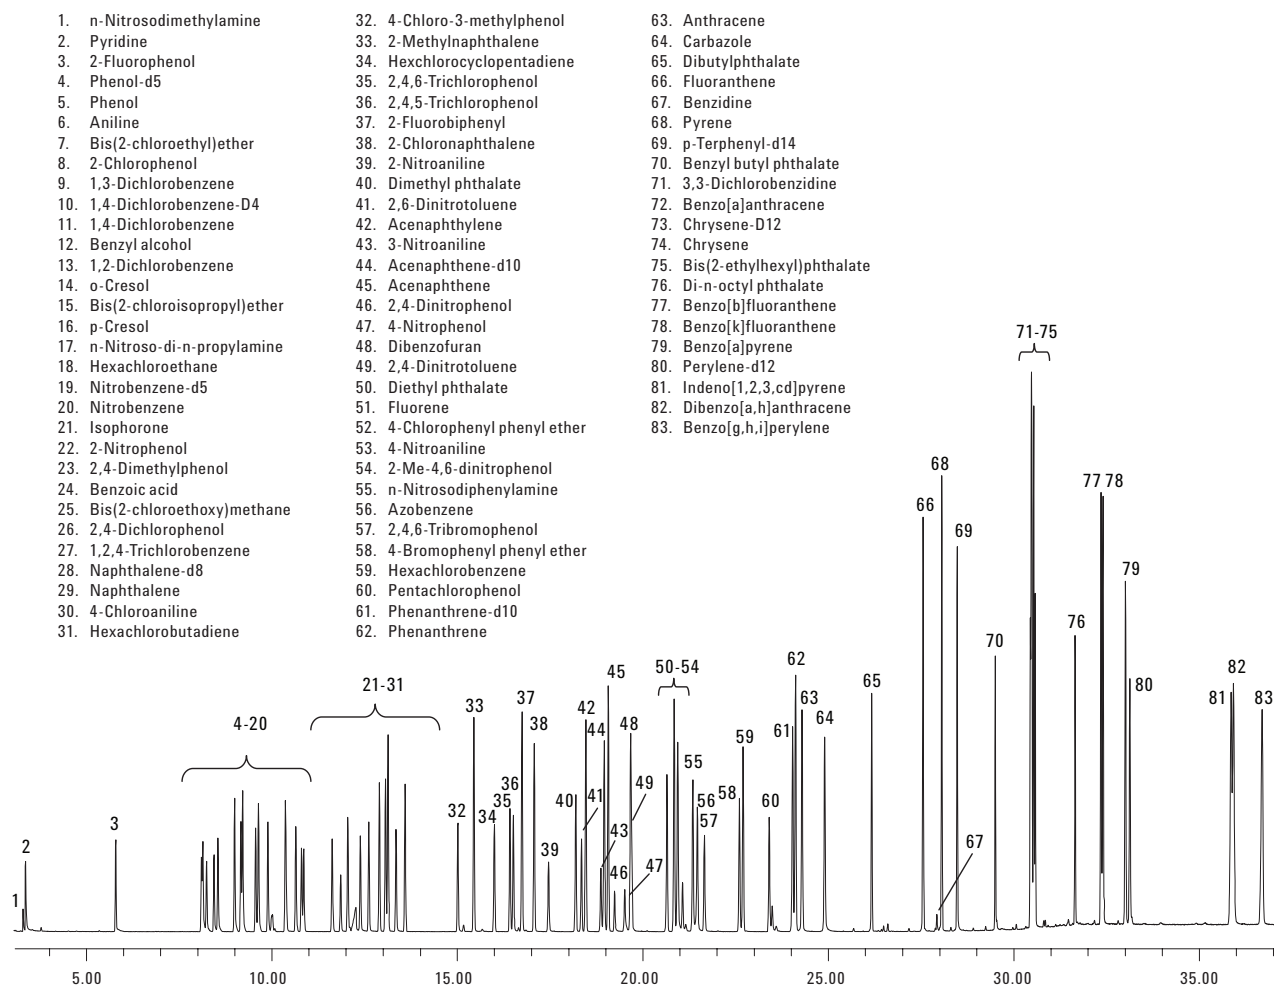 1. n-Nitrosodimethylamine
2. Pyridine
3. 2-Fluorophenol
4. Phenol-d5
5. Phenol
6. Aniline
7. Bis(2-chloroethyl)ether
8. 2-Chlorophenol
9. 1,3-Dichlorobenzene
10. 1,4-Dichlorobenzene-D4
11. 1,4-Dichlorobenzene
12. Benzyl alcohol
13. 1,2-Dichlorobenzene
14. o-Cresol
15. Bis(2-chloroisopropyl)ether
16. p-Cresol
17. n-Nitroso-di-n-propylamine
18. Hexachloroethane
19. Nitrobenzene-d5
20. Nitrobenzene
21. Isophorone
22. 2-Nitrophenol
23. 2,4-Dimethylphenol
24. Benzoic acid
25. Bis(2-chloroethoxy)methane
26. 2,4-Dichlorophenol
27. 1,2,4-Trichlorobenzene
28. Naphthalene-d8
29. Naphthalene
30. 4-Chloroaniline
31. Hexachlorobutadiene
32. 4-Chloro-3-methylphenol
33. 2-Methylnaphthalene
34. Hexchlorocyclopentadiene
35. 2,4,6-Trichlorophenol
36. 2,4,5-Trichlorophenol
37. 2-Fluorobiphenyl
38. 2-Chloronaphthalene
39. 2-Nitroaniline
40. Dimethyl phthalate
41. 2,6-Dinitrotoluene
42. Acenaphthylene
43. 3-Nitroaniline
44. Acenaphthene-d10
45. Acenaphthene
46. 2,4-Dinitrophenol
47. 4-Nitrophenol
48. Dibenzofuran
49. 2,4-Dinitrotoluene
50. Diethyl phthalate
51. Fluorene
52. 4-Chlorophenyl phenyl ether
53. 4-Nitroaniline
54. 2-Me-4,6-dinitrophenol
55. n-Nitrosodiphenylamine
56. Azobenzene
57. 2,4,6-Tribromophenol
58. 4-Bromophenyl phenyl ether
59. Hexachlorobenzene
60. Pentachlorophenol
61. Phenanthrene-d10
62. Phenanthrene
63. Anthracene
64. Carbazole
65. Dibutylphthalate
66. Fluoranthene
67. Benzidine
68. Pyrene
69. p-Terphenyl-d14
70. Benzyl butyl phthalate
71. 3,3-Dichlorobenzidine
72. Benzo[a]anthracene
73. Chrysene-D12
74. Chrysene
75. Bis(2-ethylhexyl)phthalate
76. Di-n-octyl phthalate
77. Benzo[b]fluoranthene
78. Benzo[k]fluoranthene
79. Benzo[a]pyrene
80. Perylene-d12
81. Indeno[1,2,3,cd]pyrene
82. Dibenzo[a,h]anthracene
83. Benzo[g,h,i]perylene
1
2
3
4-20
21-31
32
33
34
35
36
37
38
39
40
41
42
43
44
45
46
47
48
49
50-54
55
56
57
58
59
60
61
62
63
64
65
66
67
68
69
70
71-75
76
77 78
79
80
81
82
83
5.00 10.00 15.00 20.00 25.00 30.00 35.00